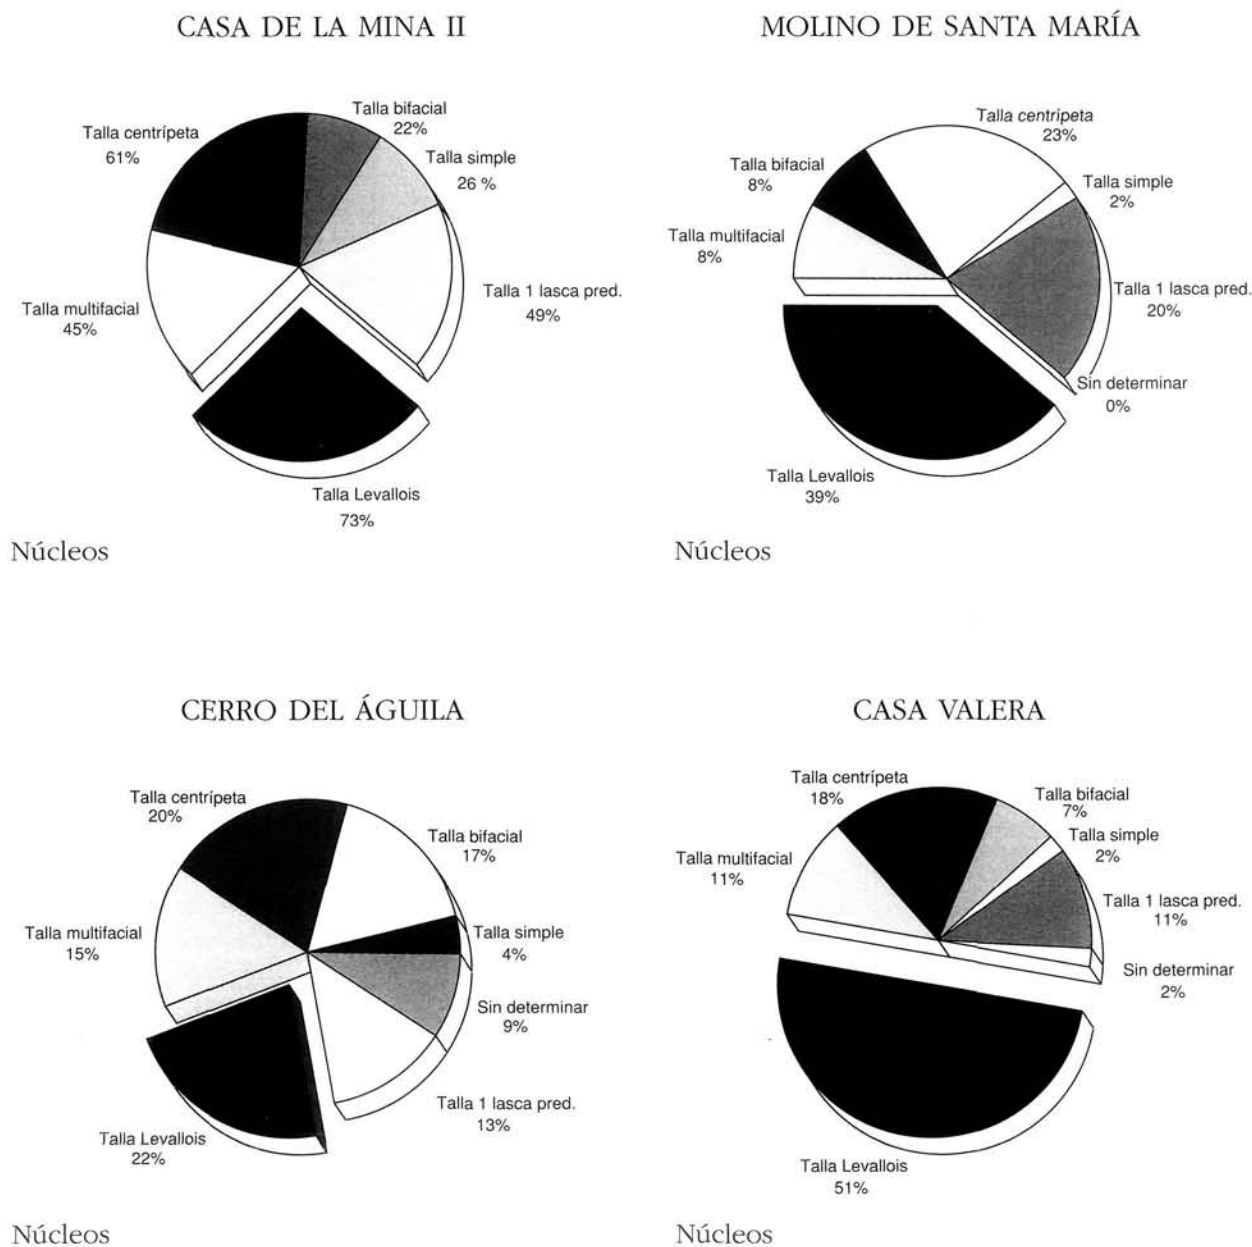 CASA DE LA MINA II
Talla bifacial
22%
Talla centrípeta
61%
Talla simple
26 %
Talla 1 lasca pred.
49%
Talla multifacial
45%
Talla Levallois
73%
Núcleos
MOLINO DE SANTA MARÍA
Talla centrípeta
23%
Talla bifacial
8%
Talla simple
2%
Talla multifacial
8%
Talla 1 lasca pred.
20%
Sin determinar
0%
Talla Levallois
39%
Núcleos
CERRO DEL ÁGUILA
Talla centrípeta
20%
Talla bifacial
17%
Talla multifacial
15%
Talla simple
4%
Sin determinar
9%
Talla 1 lasca pred.
13%
Talla Levallois
22%
Núcleos
CASA VALERA
Talla centrípeta
18%
Talla bifacial
7%
Talla simple
2%
Talla multifacial
11%
Talla 1 lasca pred.
11%
Sin determinar
2%
Talla Levallois
51%
Núcleos